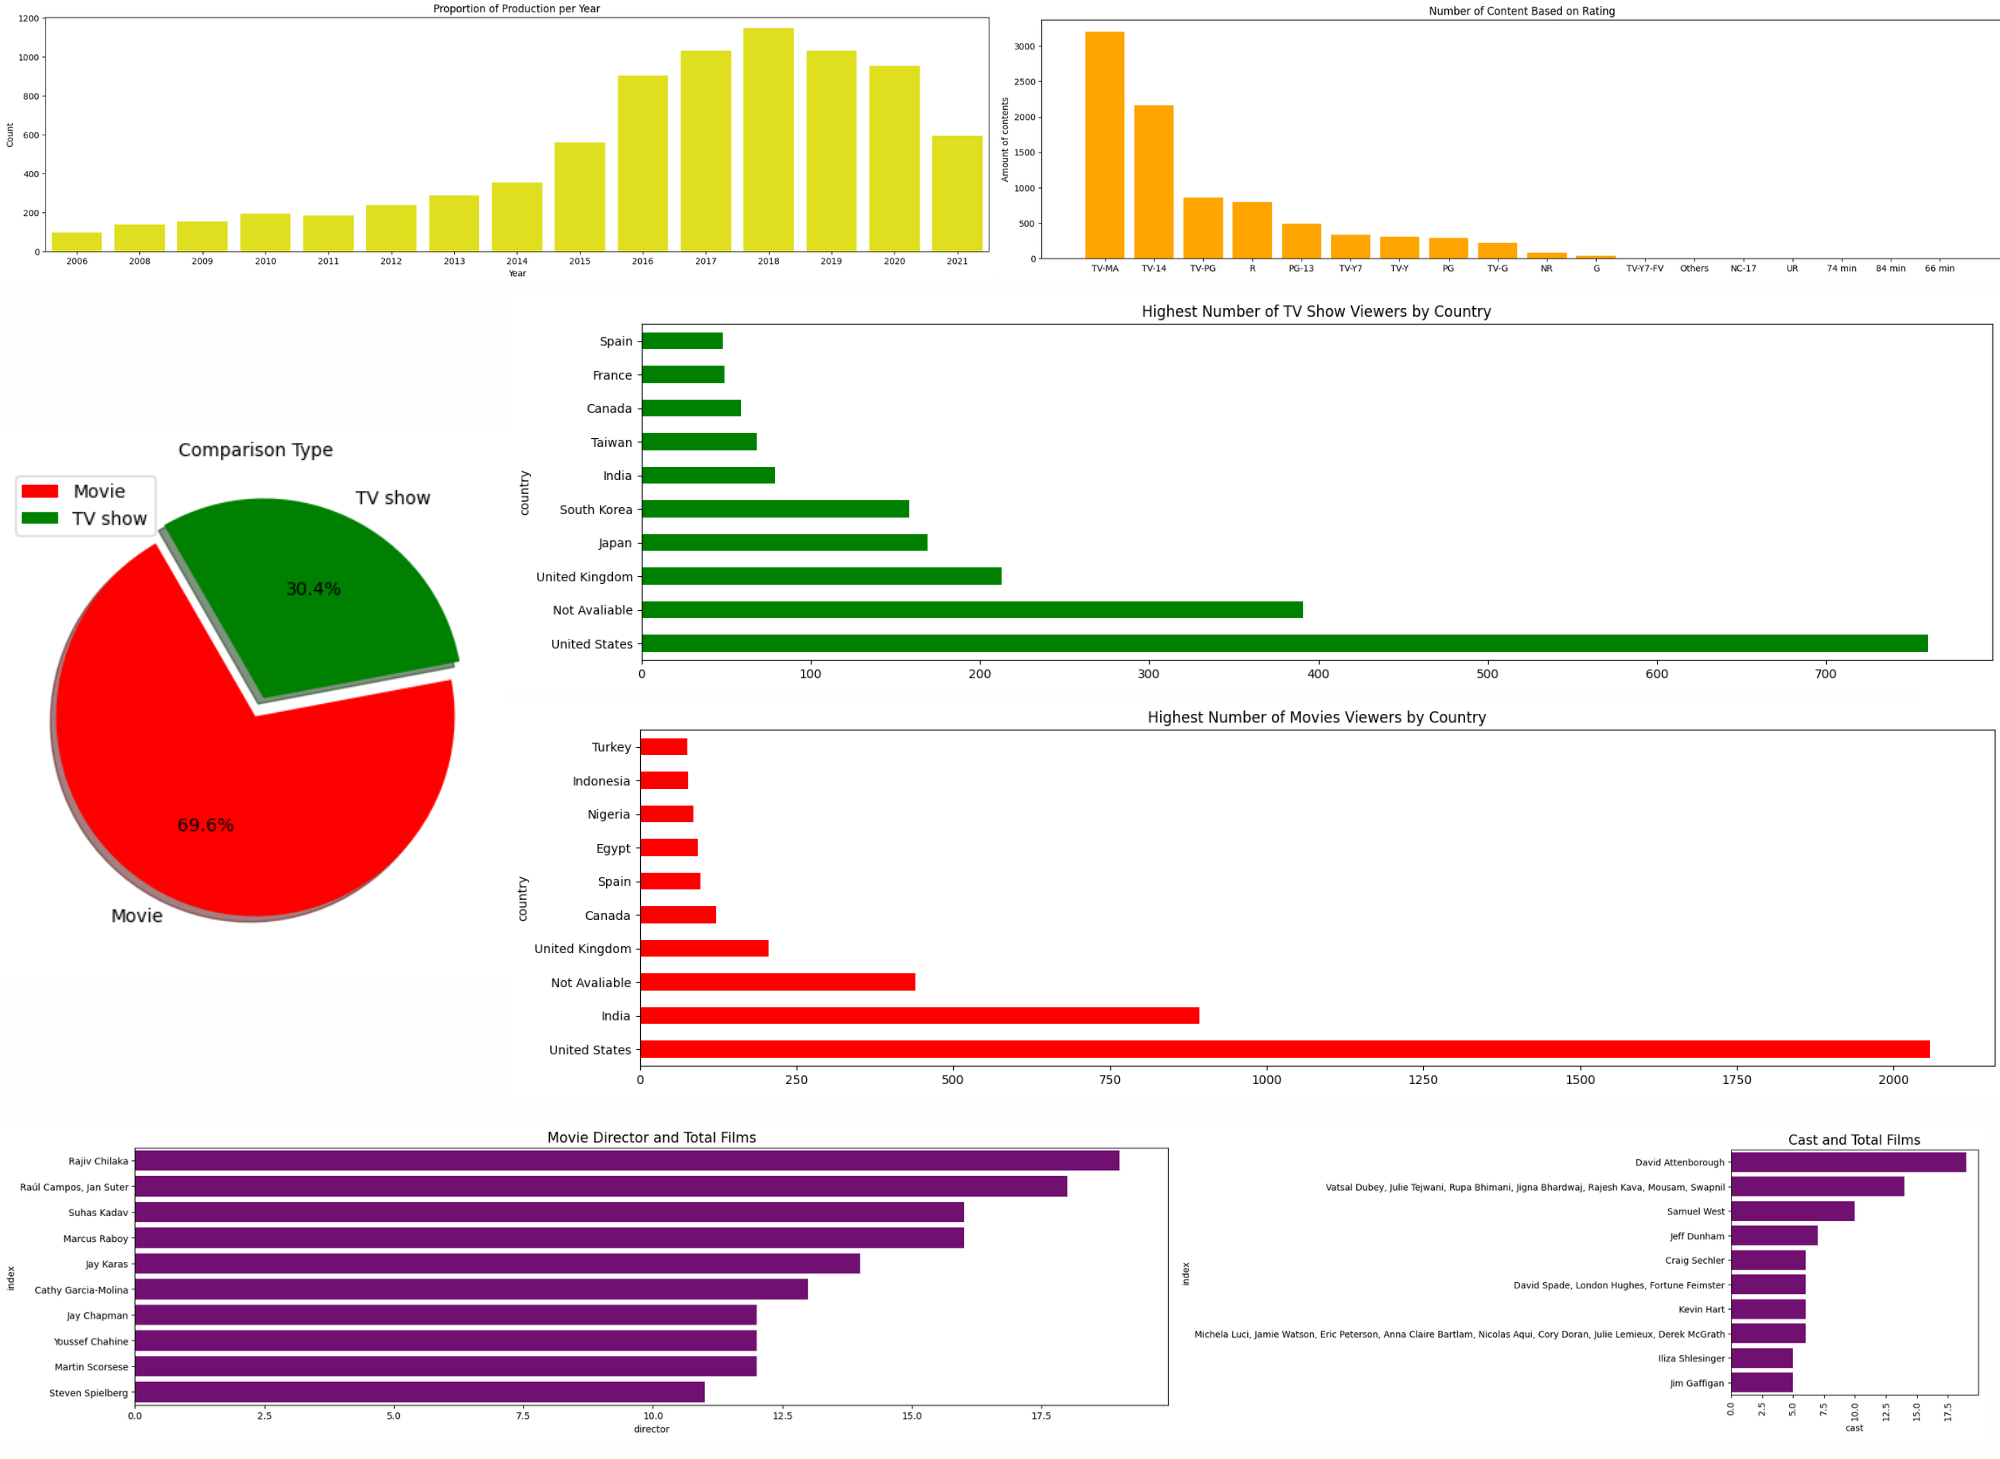 Proportion of Production per Year
1200
1000
800
600
400
200
0
Count
2006 2008 2009 2010 2011 2012 2013 2014 2015 2016 2017 2018 2019 2020 2021
Year
Number of Content Based on Rating
3000
2500
2000
1500
1000
500
0
Amount of contents
TV-MA TV-14 TV-PG R PG-13 TV-Y7 TV-Y PG TV-G NR G TV-Y7-FV Others NC-17 UR 74 min 84 min 66 min
Highest Number of TV Show Viewers by Country
Spain
France
Canada
Taiwan
India
South Korea
Japan
United Kingdom
Not Avaliable
United States
country
0 100 200 300 400 500 600 700
Comparison Type
Movie
TV show
TV show
30.4%
69.6%
Movie
Highest Number of Movies Viewers by Country
Turkey
Indonesia
Nigeria
Egypt
Spain
Canada
United Kingdom
Not Avaliable
India
United States
country
0 250 500 750 1000 1250 1500 1750 2000
Movie Director and Total Films
Rajiv Chilaka
Raúl Campos, Jan Suter
Suhas Kadav
Marcus Raboy
Jay Karas
Cathy Garcia-Molina
Jay Chapman
Youssef Chahine
Martin Scorsese
Steven Spielberg
index
0.0 2.5 5.0 7.5 10.0 12.5 15.0 17.5
director
Cast and Total Films
David Attenborough
Vatsal Dubey, Julie Tejwani, Rupa Bhimani, Jigna Bhardwaj, Rajesh Kava, Mousam, Swapnil
Samuel West
Jeff Dunham
Craig Sechler
David Spade, London Hughes, Fortune Feimster
Kevin Hart
Michela Luci, Jamie Watson, Eric Peterson, Anna Claire Bartlam, Nicolas Aqui, Cory Doran, Julie Lemieux, Derek McGrath
Iliza Shlesinger
Jim Gaffigan
index
0.0 2.5 5.0 7.5 10.0 12.5 15.0 17.5
cast